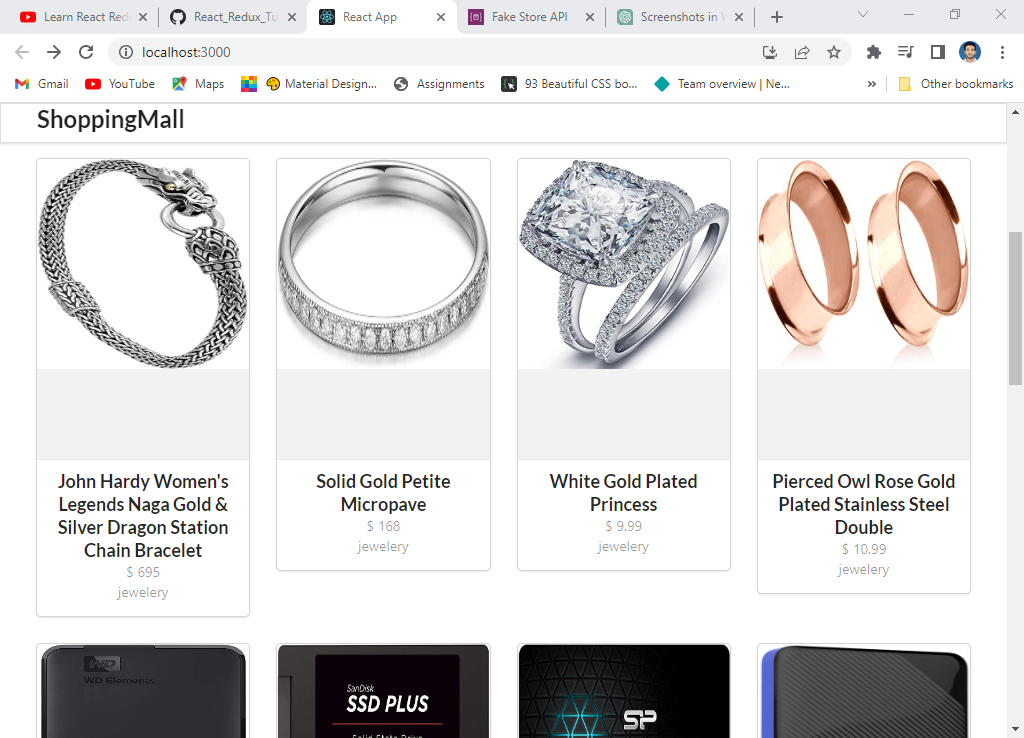 Learn React Red
React_Redux_Tu
React App
Fake Store API
Screenshots in W
localhost:3000
Gmail
YouTube
Maps
Material Design...
Assignments
93 Beautiful CSS bo...
Team overview | Ne...
»
Other bookmarks
ShoppingMall
John Hardy Women's
Legends Naga Gold &
Silver Dragon Station
Chain Bracelet
$ 695
jewelery
Solid Gold Petite
Micropave
$ 168
jewelery
White Gold Plated
Princess
$ 9.99
jewelery
Pierced Owl Rose Gold
Plated Stainless Steel
Double
$ 10.99
jewelery
WD
WD Elements
SanDisk
SSD PLUS
Solid State Drive
SP